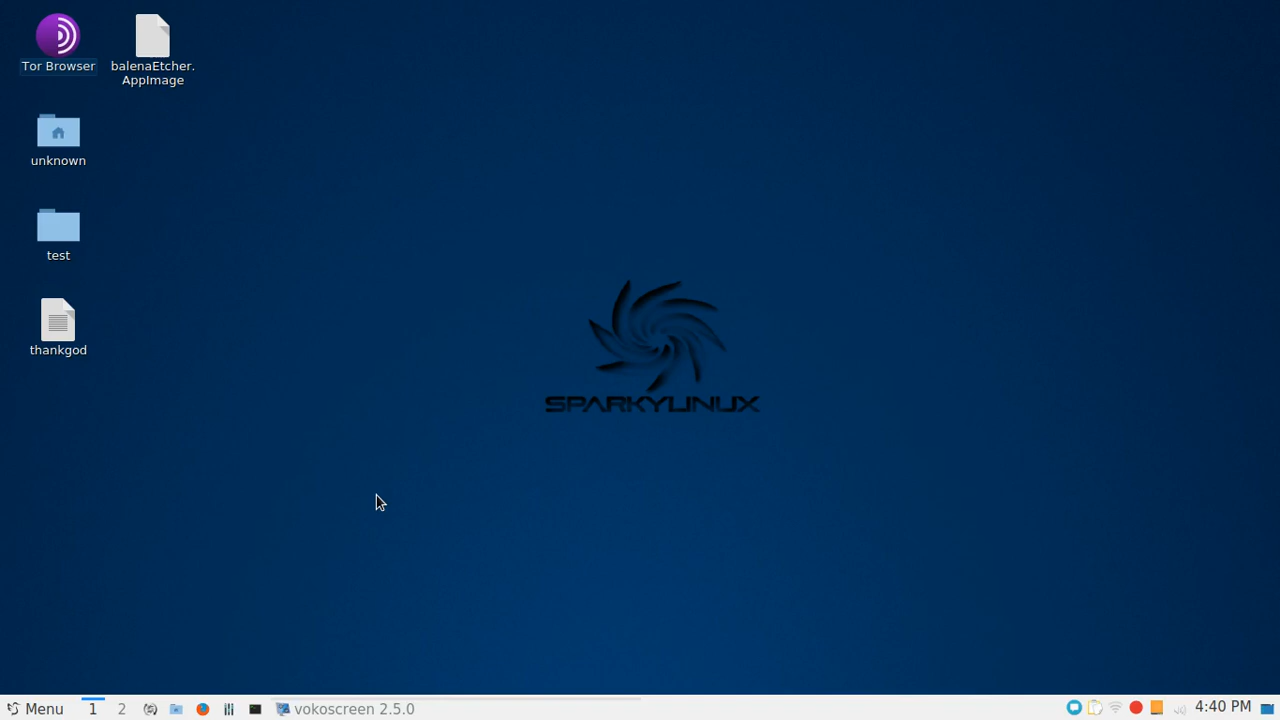 Tor Browser
balenaEtcher.
AppImage
unknown
test
thankgod
SPARKYLINUX
Menu
1
2
vokoscreen 2.5.0
4:40 PM